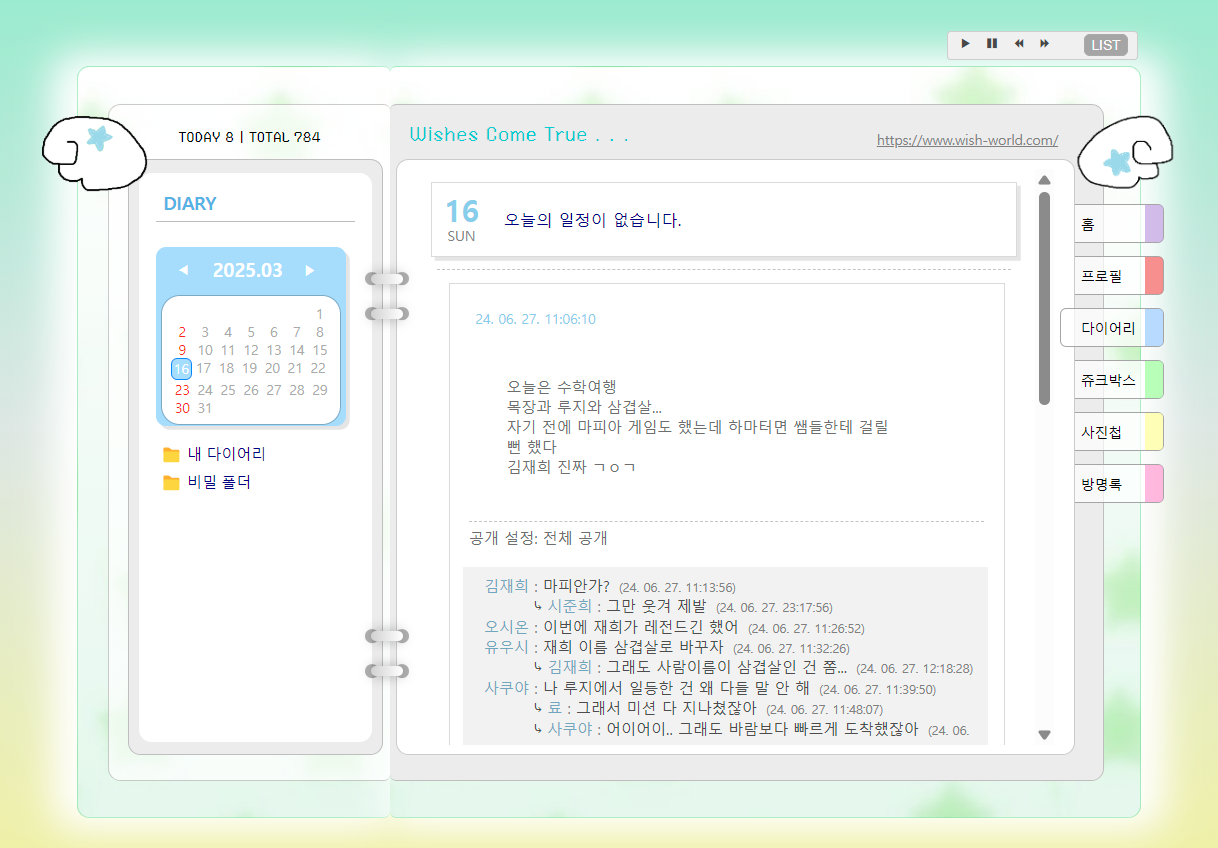 LIST
TODAY 8 | TOTAL 784
Wishes Come True . . .
https://www.wish-world.com/
DIARY
2025.03
1
2 3 4 5 6 7 8
9 10 11 12 13 14 15
16 17 18 19 20 21 22
23 24 25 26 27 28 29
30 31
내 다이어리
비밀 폴더
16
SUN
오늘의 일정이 없습니다.
24. 06. 27. 11:06:10
오늘은 수학여행
목장과 루지와 삼겹살...
자기 전에 마피아 게임도 했는데 하마터면 쌤들한테 걸릴
뻔 했다
김재희 진짜 ㄱㅇㄱ
공개 설정: 전체 공개
김재희 : 마피안가? (24. 06. 27. 11:13:56)
↳ 시준희 : 그만 웃겨 제발 (24. 06. 27. 23:17:56)
오시온 : 이번에 재희가 레전드긴 했어 (24. 06. 27. 11:26:52)
유우시 : 재희 이름 삼겹살로 바꾸자 (24. 06. 27. 11:32:26)
↳ 김재희 : 그래도 사람이름이 삼겹살인 건 쫌... (24. 06. 27. 12:18:28)
사쿠야 : 나 루지에서 일등한 건 왜 다들 말 안 해 (24. 06. 27. 11:39:50)
↳ 료 : 그래서 미션 다 지나쳤잖아 (24. 06. 27. 11:48:07)
↳ 사쿠야 : 어이어이.. 그래도 바람보다 빠르게 도착했잖아 (24. 06.
홈
프로필
다이어리
쥬크박스
사진첩
방명록